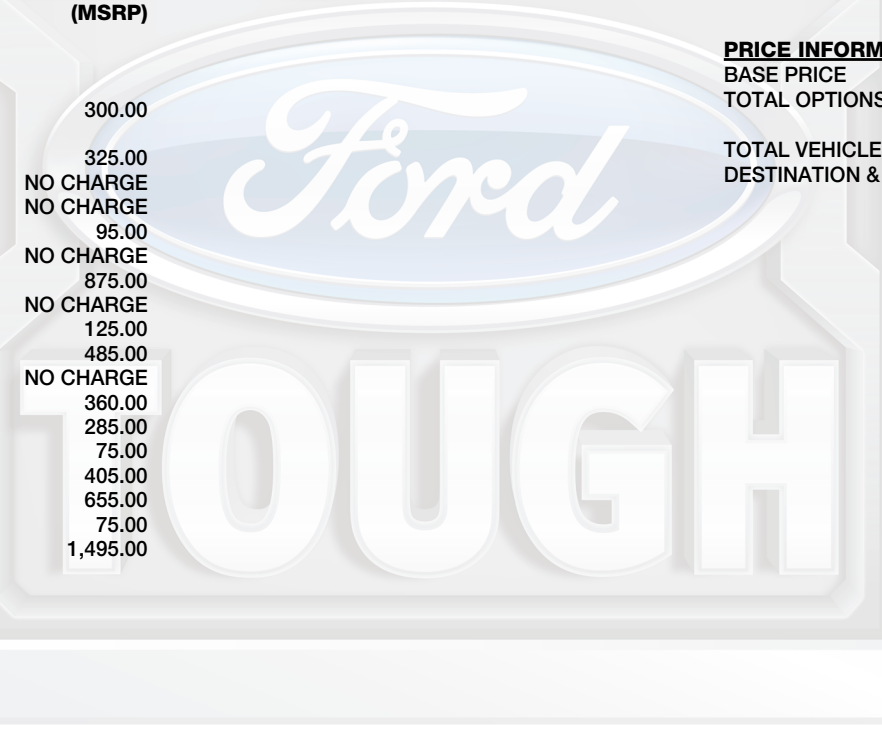 (MSRP)
300.00
325.00
NO CHARGE
NO CHARGE
95.00
NO CHARGE
875.00
NO CHARGE
125.00
485.00
NO CHARGE
360.00
285.00
75.00
405.00
655.00
75.00
1,495.00
PRICE INFORM
BASE PRICE
TOTAL OPTIONS
TOTAL VEHICLE
DESTINATION &
Ford
TOUGH